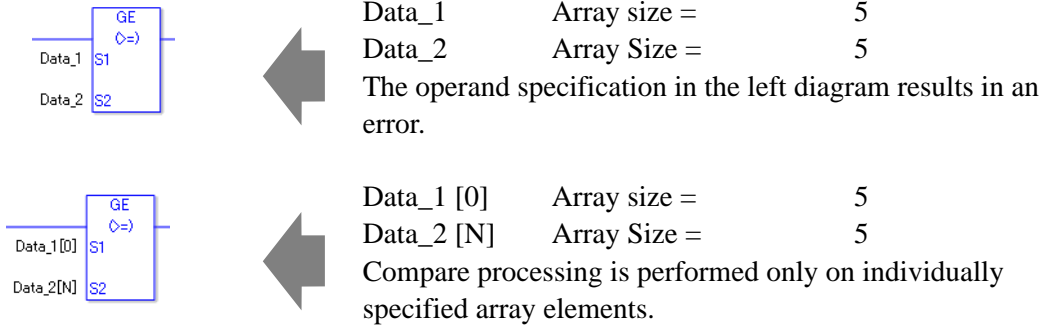 GE
(>=)
Data_1 S1
Data_2 S2
Data_1 Array size = 5
Data_2 Array Size = 5
The operand specification in the left diagram results in an
error.
GE
(>=)
Data_1[0] S1
Data_2[N] S2
Data_1 [0] Array size = 5
Data_2 [N] Array Size = 5
Compare processing is performed only on individually
specified array elements.